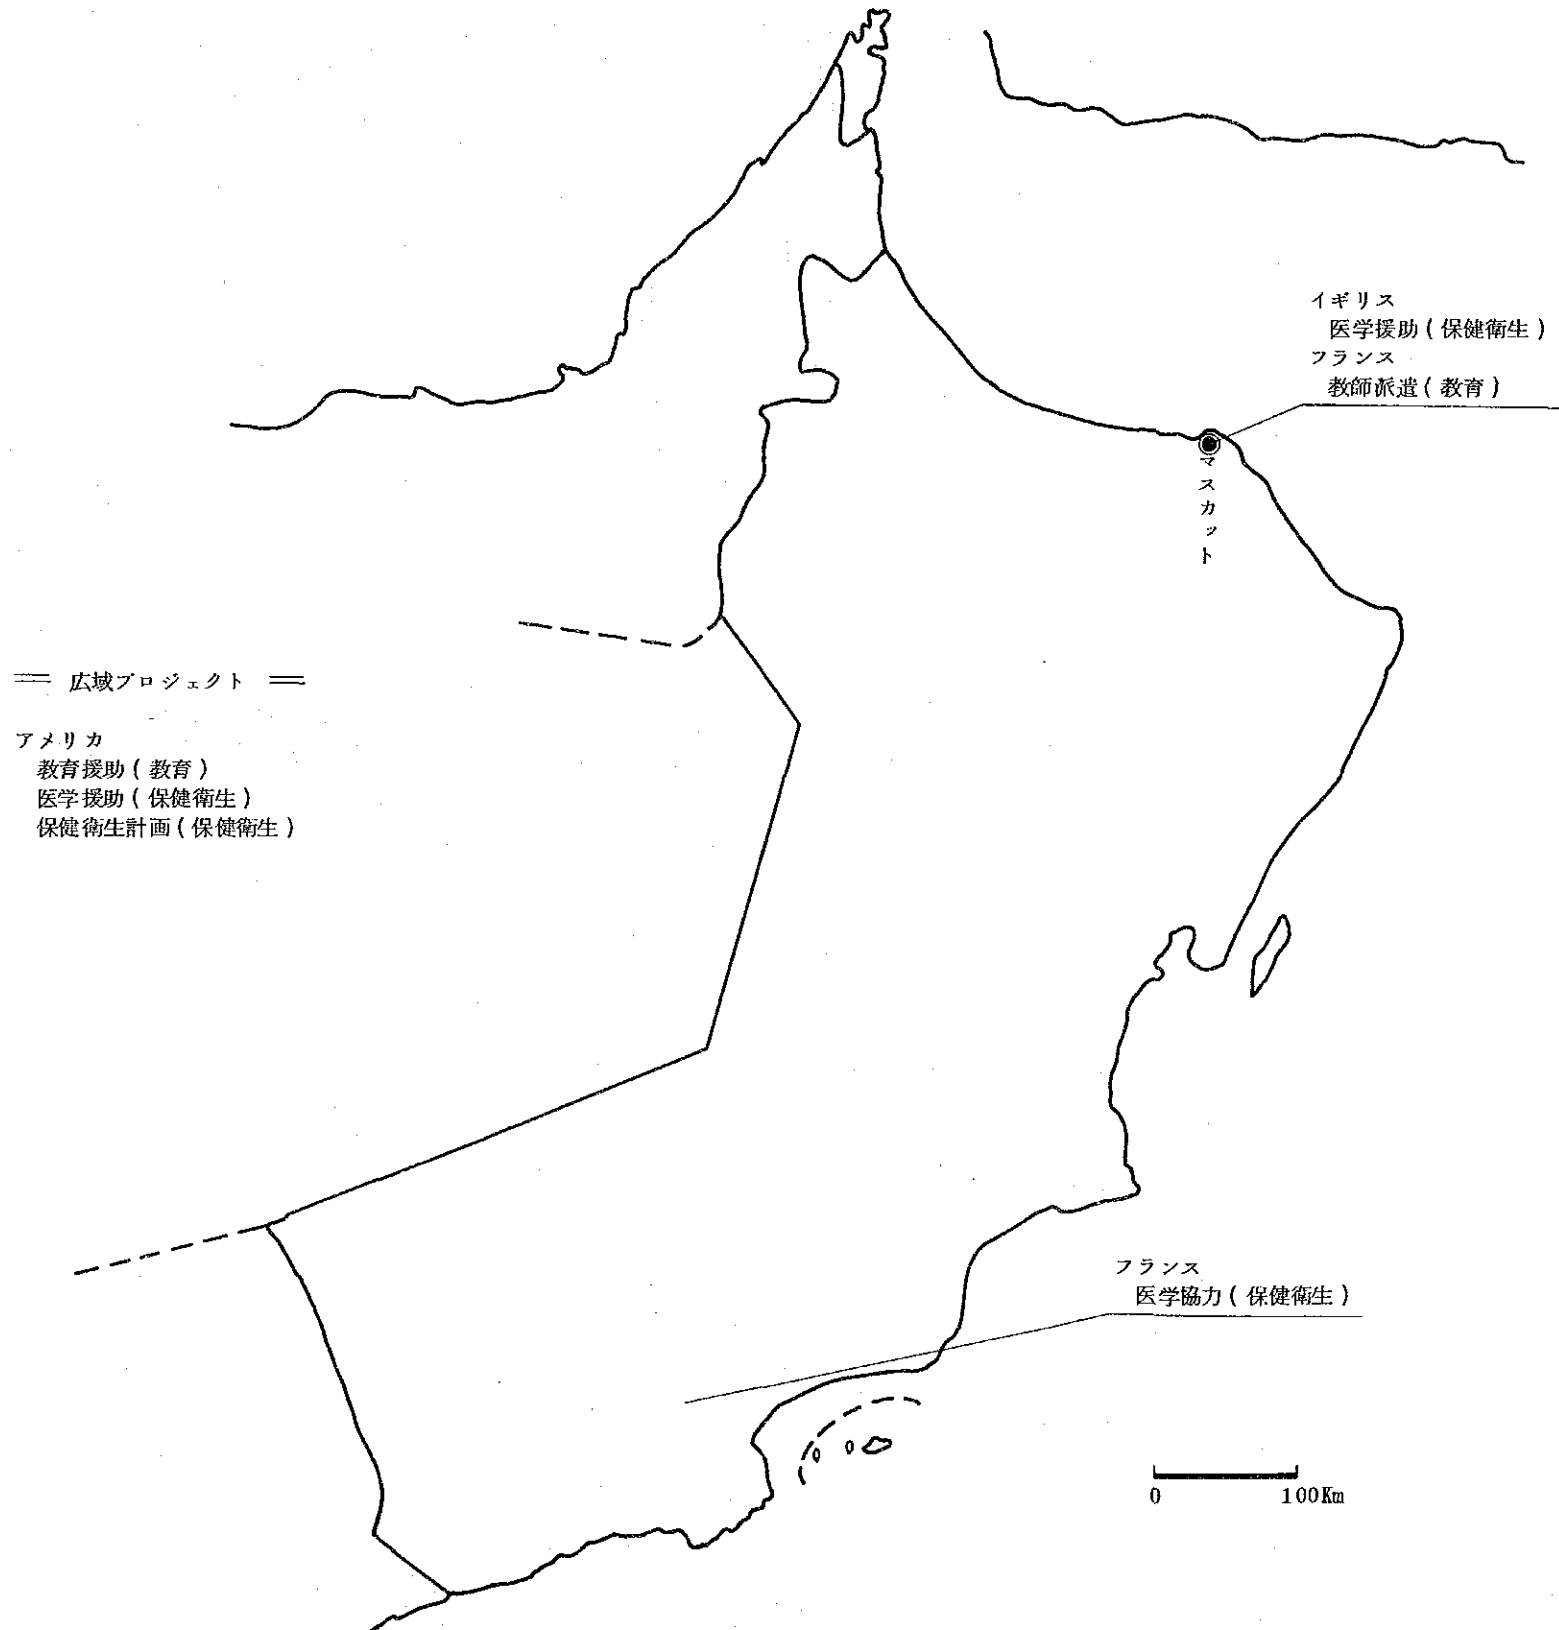 イギリス
医学援助(保健衛生)
フランス
教師派遣(教育)
マスカット
広域プロジェクト
アメリカ
教育援助(教育)
医学援助(保健衛生)
保健衛生計画(保健衛生)
フランス
医学協力(保健衛生)
0 100Km